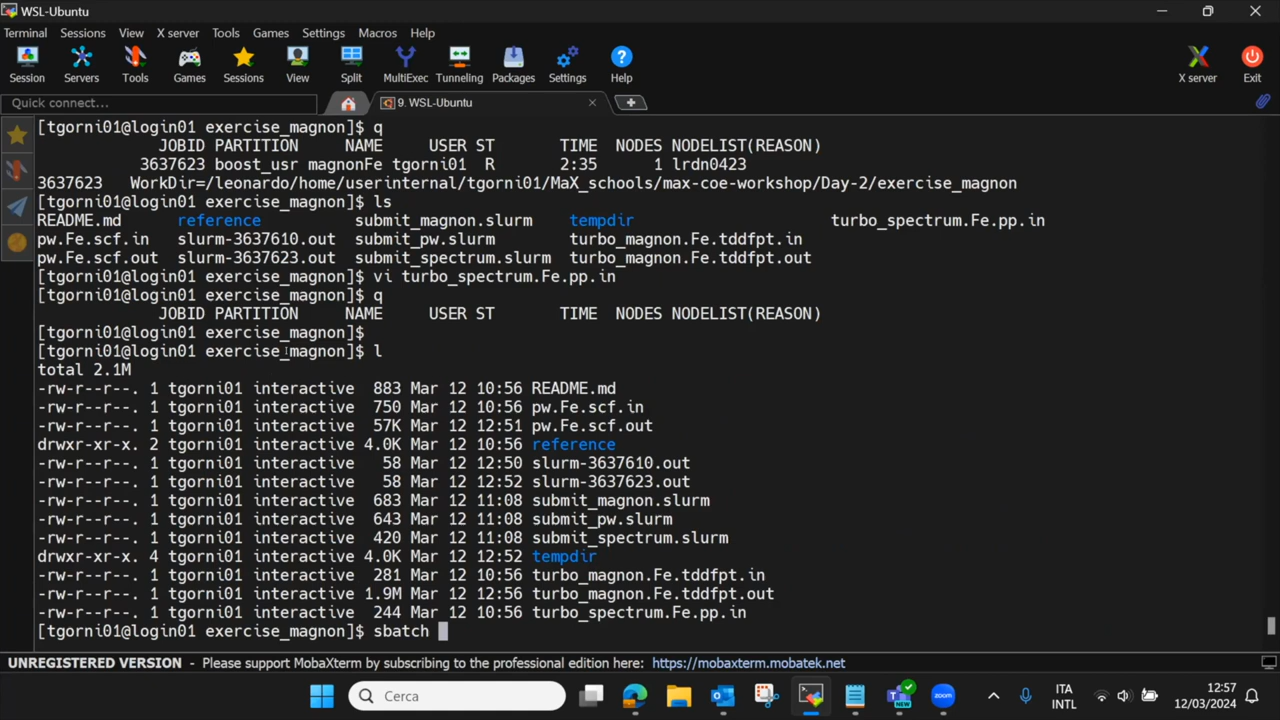 WSL-Ubuntu
Terminal Sessions View X server Tools Games Settings Macros Help
Session Servers Tools Games Sessions View Split MultiExec Tunneling Packages Settings Help X server Exit
Quick connect...
9. WSL-Ubuntu
[tgorni01@login01 exercise_magnon]$ q
JOBID PARTITION NAME USER ST TIME NODES NODELIST(REASON)
3637623 boost_usr magnonFe tgorni01 R 2:35 1 lrdn0423
3637623 WorkDir=/leonardo/home/userinternal/tgorni01/MaX_schools/max-coe-workshop/Day-2/exercise_magnon
[tgorni01@login01 exercise_magnon]$ ls
README.md reference submit_magnon.slurm tempdir turbo_spectrum.Fe.pp.in
pw.Fe.scf.in slurm-3637610.out submit_pw.slurm turbo_magnon.Fe.tddfpt.in
pw.Fe.scf.out slurm-3637623.out submit_spectrum.slurm turbo_magnon.Fe.tddfpt.out
[tgorni01@login01 exercise_magnon]$ vi turbo_spectrum.Fe.pp.in
[tgorni01@login01 exercise_magnon]$ q
JOBID PARTITION NAME USER ST TIME NODES NODELIST(REASON)
[tgorni01@login01 exercise_magnon]$
[tgorni01@login01 exercise_magnon]$ l
total 2.1M
-rw-r--r--. 1 tgorni01 interactive 883 Mar 12 10:56 README.md
-rw-r--r--. 1 tgorni01 interactive 750 Mar 12 10:56 pw.Fe.scf.in
-rw-r--r--. 1 tgorni01 interactive 57K Mar 12 12:51 pw.Fe.scf.out
drwxr-xr-x. 2 tgorni01 interactive 4.0K Mar 12 10:56 reference
-rw-r--r--. 1 tgorni01 interactive 58 Mar 12 12:50 slurm-3637610.out
-rw-r--r--. 1 tgorni01 interactive 58 Mar 12 12:52 slurm-3637623.out
-rw-r--r--. 1 tgorni01 interactive 683 Mar 12 11:08 submit_magnon.slurm
-rw-r--r--. 1 tgorni01 interactive 643 Mar 12 11:08 submit_pw.slurm
-rw-r--r--. 1 tgorni01 interactive 420 Mar 12 11:08 submit_spectrum.slurm
drwxr-xr-x. 4 tgorni01 interactive 4.0K Mar 12 12:52 tempdir
-rw-r--r--. 1 tgorni01 interactive 281 Mar 12 10:56 turbo_magnon.Fe.tddfpt.in
-rw-r--r--. 1 tgorni01 interactive 1.9M Mar 12 12:56 turbo_magnon.Fe.tddfpt.out
-rw-r--r--. 1 tgorni01 interactive 244 Mar 12 10:56 turbo_spectrum.Fe.pp.in
[tgorni01@login01 exercise_magnon]$ sbatch
UNREGISTERED VERSION - Please support MobaXterm by subscribing to the professional edition here: https://mobaxterm.mobatek.net
Cerca
NEW
zoom
ITA
INTL
12:57
12/03/2024